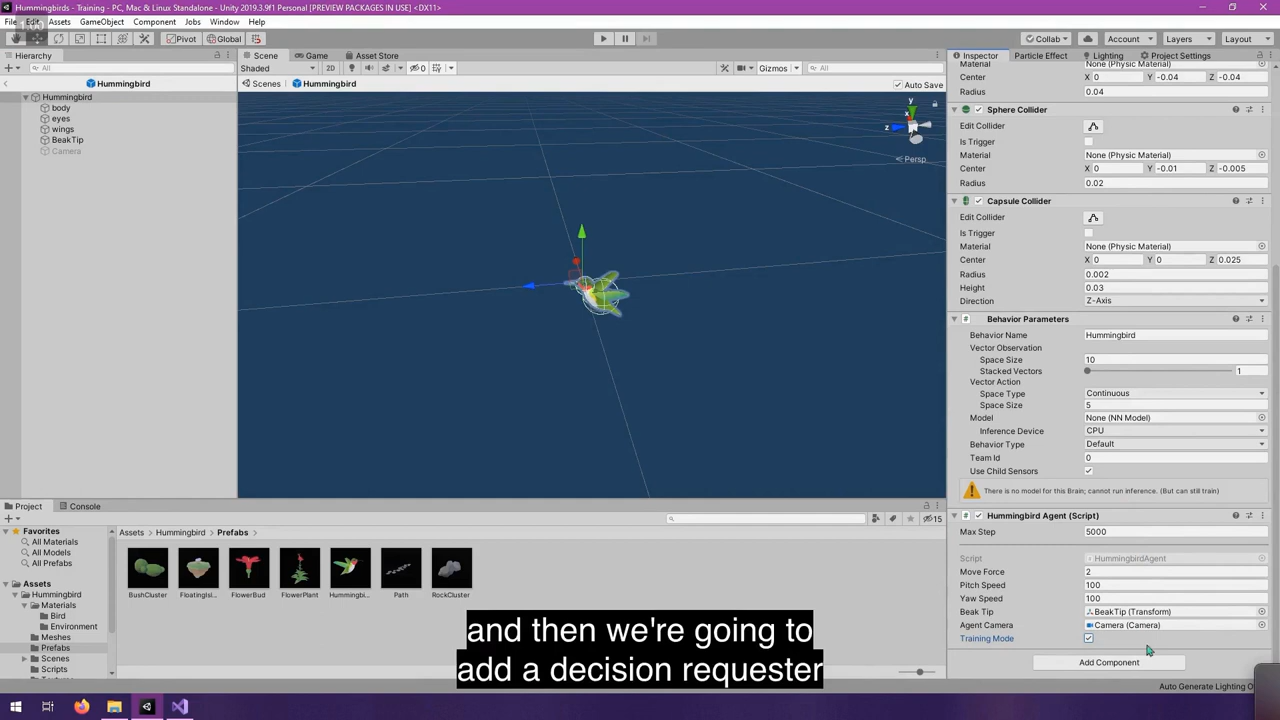 Hummingbirds - Training - PC, Mac & Linux Standalone - Unity 2019.3.9f1 Personal [PREVIEW PACKAGES IN USE] <DX11>
File Edit Assets GameObject Component Jobs Window Help
Pivot Global Collab Account Layers Layout
Hierarchy Scene Game Asset Store Inspector Particle Effect Lighting Project Settings
All Shaded 2D 0 Gizmos All
Hummingbird Scenes Hummingbird Auto Save
Hummingbird
body
eyes
wings
BeakTip
Camera
y
x
z
Persp
Material None (Physic Material)
Center X 0 Y -0.04 Z -0.04
Radius 0.04
Sphere Collider
Edit Collider
Is Trigger
Material None (Physic Material)
Center X 0 Y -0.01 Z -0.005
Radius 0.02
Capsule Collider
Edit Collider
Is Trigger
Material None (Physic Material)
Center X 0 Y 0 Z 0.025
Radius 0.002
Height 0.03
Direction Z-Axis
# Behavior Parameters
Behavior Name Hummingbird
Vector Observation
Space Size 10
Stacked Vectors 1
Vector Action
Space Type Continuous
Space Size 5
Model None (NN Model)
Inference Device CPU
Behavior Type Default
Team Id 0
Use Child Sensors
There is no model for this Brain; cannot run inference. (But can still train)
# Hummingbird Agent (Script)
Max Step 5000
Script HummingbirdAgent
Move Force 2
Pitch Speed 100
Yaw Speed 100
Beak Tip BeakTip (Transform)
Agent Camera Camera (Camera)
Training Mode
Add Component
Auto Generate Lighting O
Project Console
15
Favorites
All Materials
All Models
All Prefabs
Assets
Hummingbird
Materials
Bird
Environment
Meshes
Prefabs
Scenes
Scripts
Assets Hummingbird Prefabs
BushCluster FloatingIsl... FlowerBud FlowerPlant Hummingbi... Path RockCluster
and then we're going to
add a decision requester